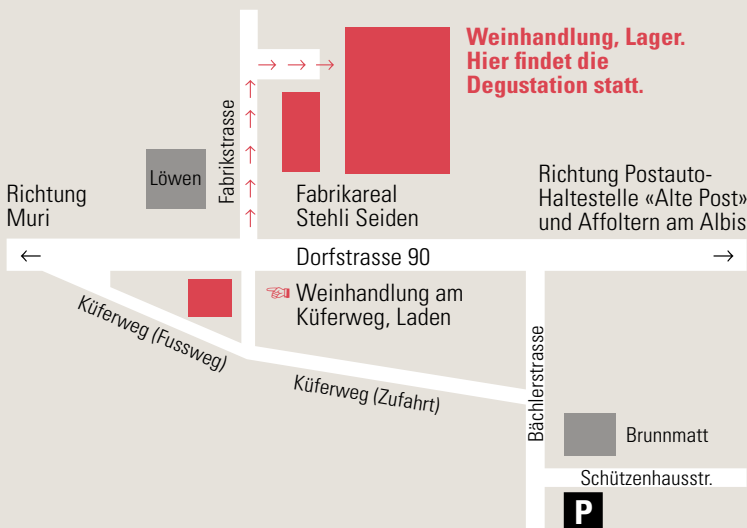 Weinhandlung, Lager.
Hier findet die
Degustation statt.
Fabrikstrasse
Löwen
Richtung
Muri
Fabrikareal
Stehli Seiden
Richtung Postauto-
Haltestelle «Alte Post»
und Affoltern am Albis
Dorfstrasse 90
Weinhandlung am
Küferweg, Laden
Küferweg (Fussweg)
Küferweg (Zufahrt)
Bächlerstrasse
Brunnmatt
Schützenhausstr.
P